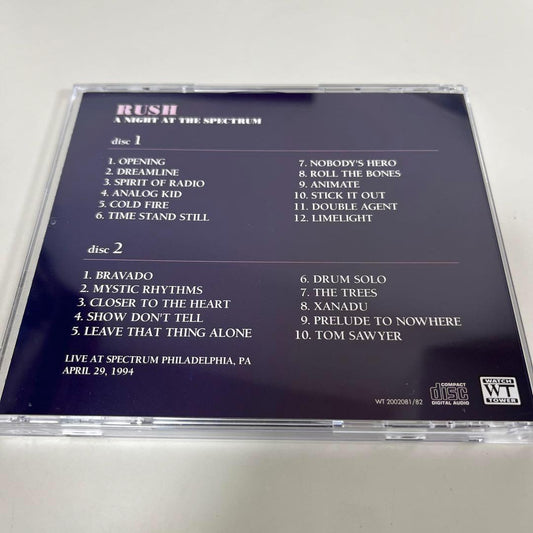 RUSH
A NIGHT AT THE SPECTRUM
disc 1
1. OPENING
2. DREAMLINE
3. SPIRIT OF RADIO
4. ANALOG KID
5. COLD FIRE
6. TIME STAND STILL
7. NOBODY'S HERO
8. ROLL THE BONES
9. ANIMATE
10. STICK IT OUT
11. DOUBLE AGENT
12. LIMELIGHT
disc 2
1. BRAVADO
2. MYSTIC RHYTHMS
3. CLOSER TO THE HEART
4. SHOW DON'T TELL
5. LEAVE THAT THING ALONE
6. DRUM SOLO
7. THE TREES
8. XANADU
9. PRELUDE TO NOWHERE
10. TOM SAWYER
LIVE AT SPECTRUM PHILADELPHIA, PA
APRIL 29, 1994
WT 2002081/82
COMPACT
disc
DIGITAL AUDIO
WATCH
WT
TOWER